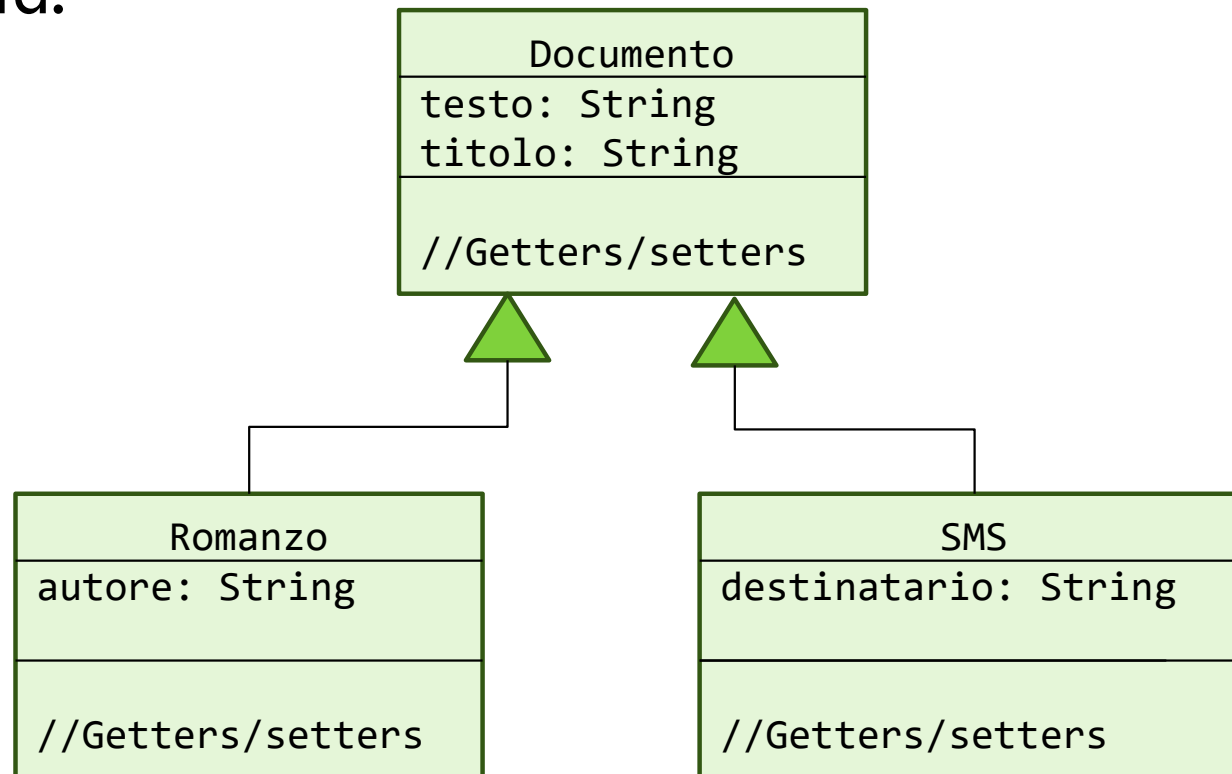 Documento
testo: String
titolo: String
//Getters/setters
Romanzo
autore: String
//Getters/setters
SMS
destinatario: String
//Getters/setters